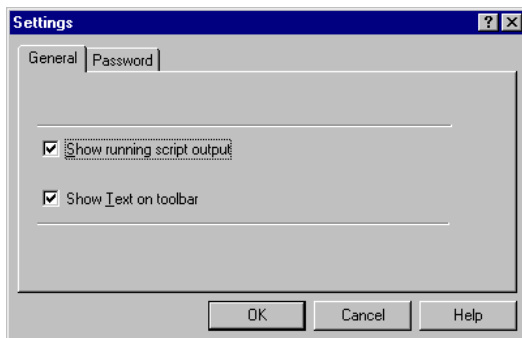 Settings
General Password
Show running script output
Show Text on toolbar
OK Cancel Help